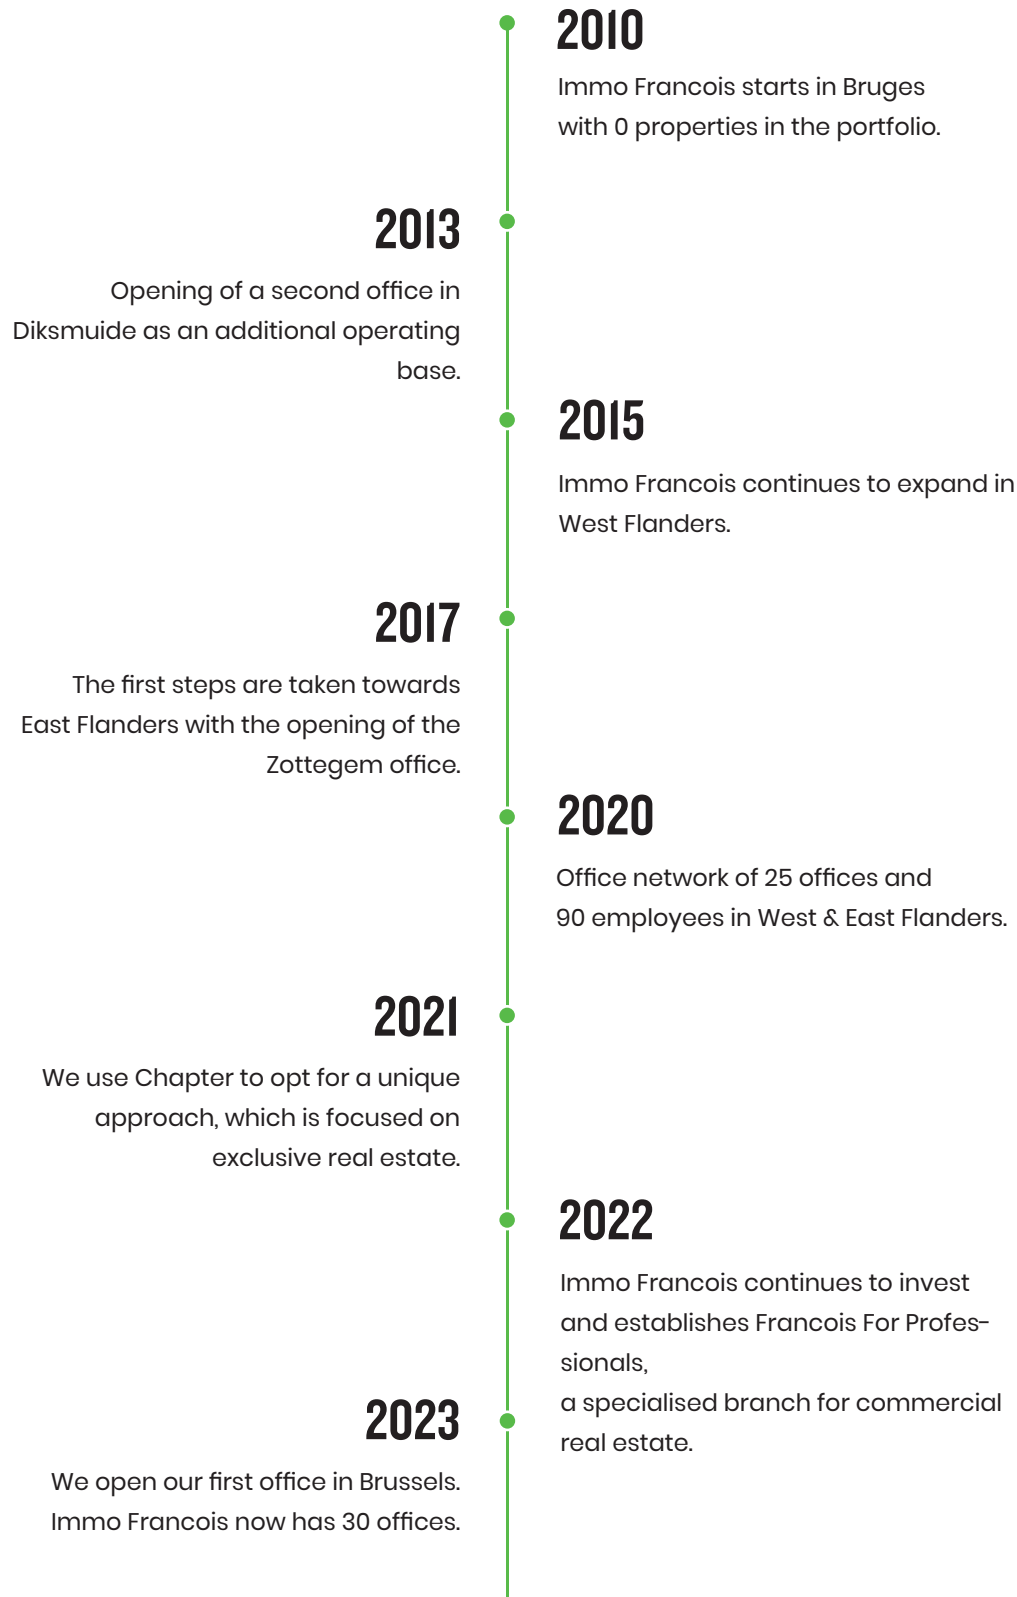 2010
Immo Francois starts in Bruges
with 0 properties in the portfolio.
2013
Opening of a second office in
Diksmuide as an additional operating
base.
2015
Immo Francois continues to expand in
West Flanders.
2017
The first steps are taken towards
East Flanders with the opening of the
Zottegem office.
2020
Office network of 25 offices and
90 employees in West & East Flanders.
2021
We use Chapter to opt for a unique
approach, which is focused on
exclusive real estate.
2022
Immo Francois continues to invest
and establishes Francois For Profes-
sionals,
a specialised branch for commercial
real estate.
2023
We open our first office in Brussels.
Immo Francois now has 30 offices.